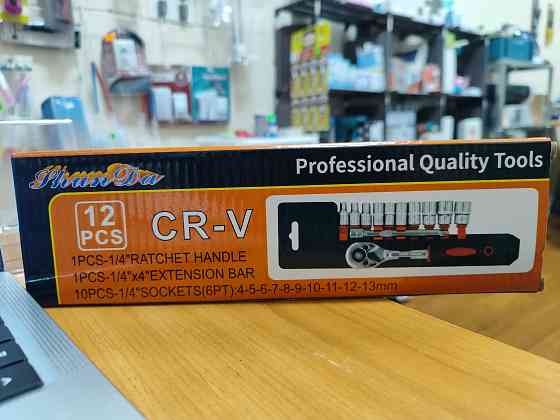 ShunDa
Professional Quality Tools
12
PCS
CR-V
1PCS-1/4"RATCHET HANDLE
1PCS-1/4"x4"EXTENSION BAR
10PCS-1/4"SOCKETS(6PT):4-5-6-7-8-9-10-11-12-13mm
A